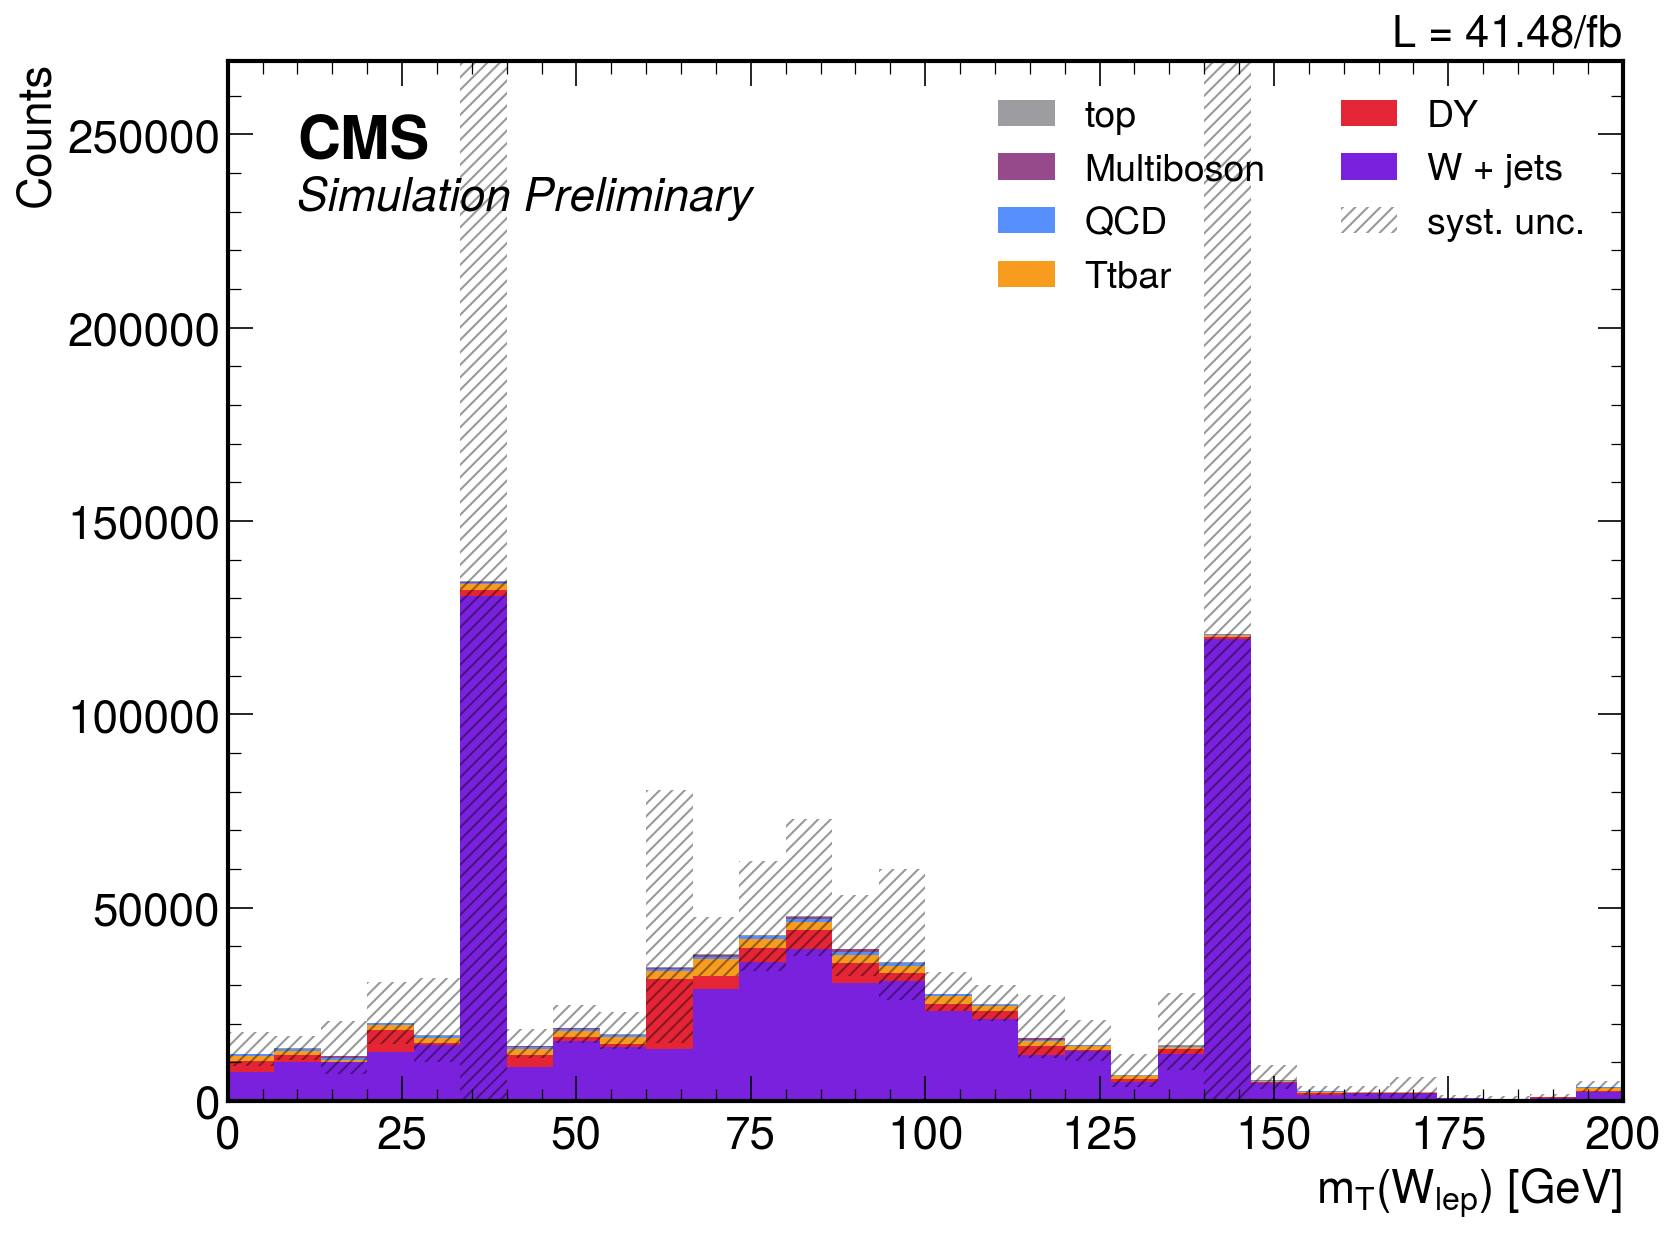 L = 41.48/fb
Counts
CMS
Simulation Preliminary
top
Multiboson
QCD
Ttbar
DY
W + jets
syst. unc.
250000
200000
150000
100000
50000
0
0 25 50 75 100 125 150 175 200
m_T(W_lep) [GeV]